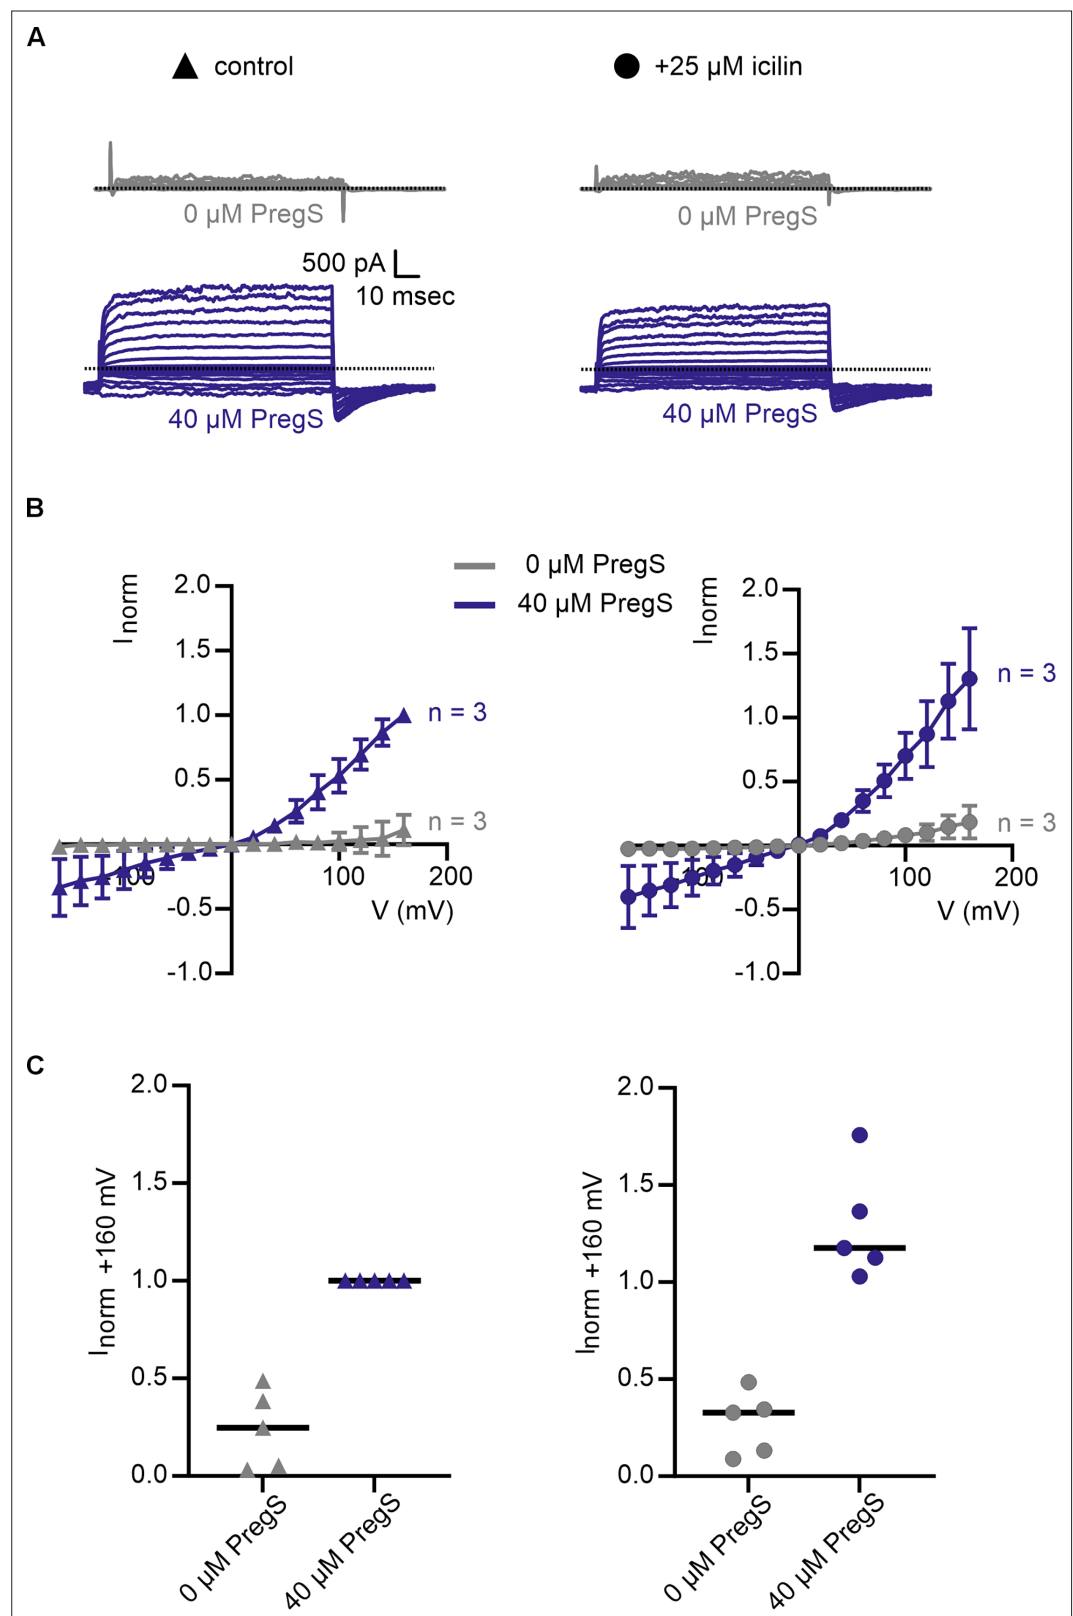 A
control
+25 µM icilin
0 µM PregS
0 µM PregS
500 pA
10 msec
40 µM PregS
40 µM PregS
B
0 µM PregS
40 µM PregS
Inorm
2.0
1.5
1.0
0.5
-0.5
-1.0
-100
100
200
V (mV)
n = 3
n = 3
Inorm
2.0
1.5
1.0
0.5
-0.5
-1.0
100
200
V (mV)
n = 3
n = 3
C
Inorm +160 mV
2.0
1.5
1.0
0.5
0.0
0 µM PregS
40 µM PregS
Inorm +160 mV
2.0
1.5
1.0
0.5
0.0
0 µM PregS
40 µM PregS